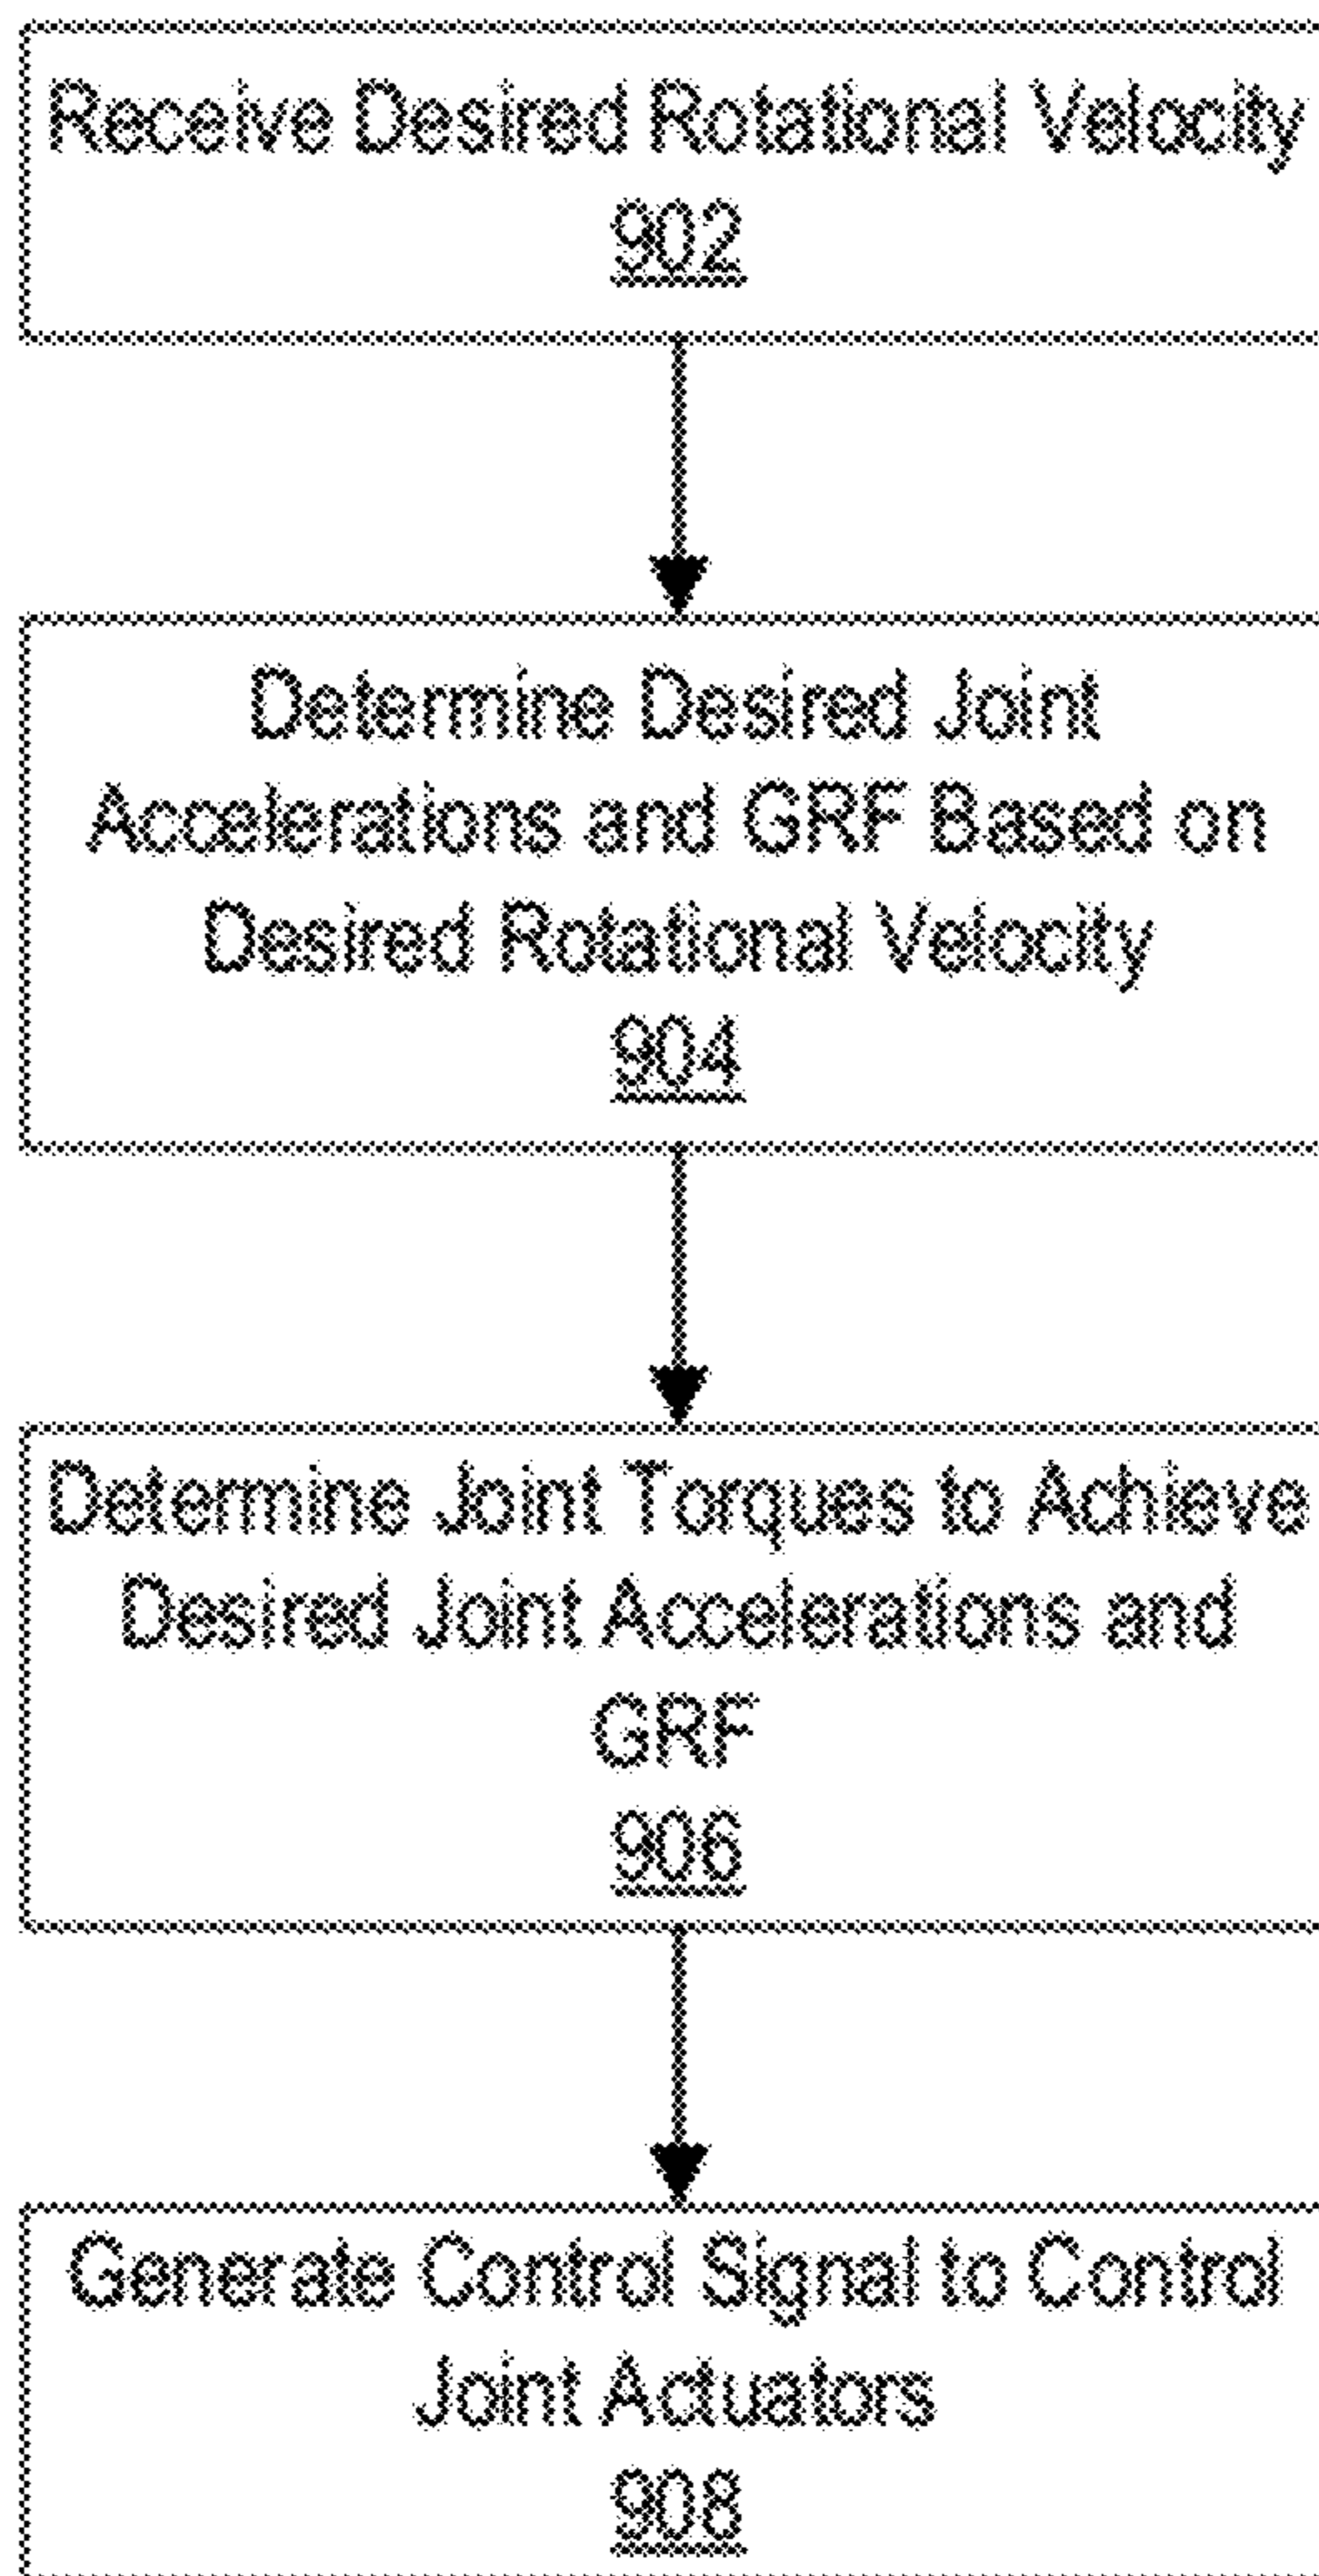 Receive Desired Rotational Velocity
902
Determine Desired Joint
Accelerations and GRF Based on
Desired Rotational Velocity
904
Determine Joint Torques to Achieve
Desired Joint Accelerations and
GRF
906
Generate Control Signal to Control
Joint Actuators
908